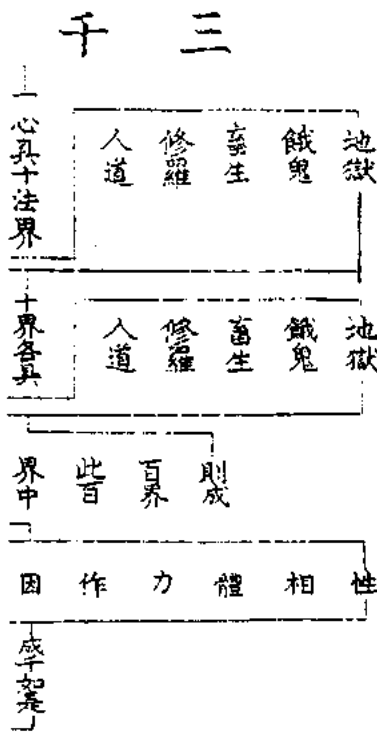 三千
地獄
餓鬼
畜生
修羅
人道
一心具十法界
地獄
餓鬼
畜生
修羅
人道
十界各具
則成
百界
此百
界中
性相體力作因
成千如是